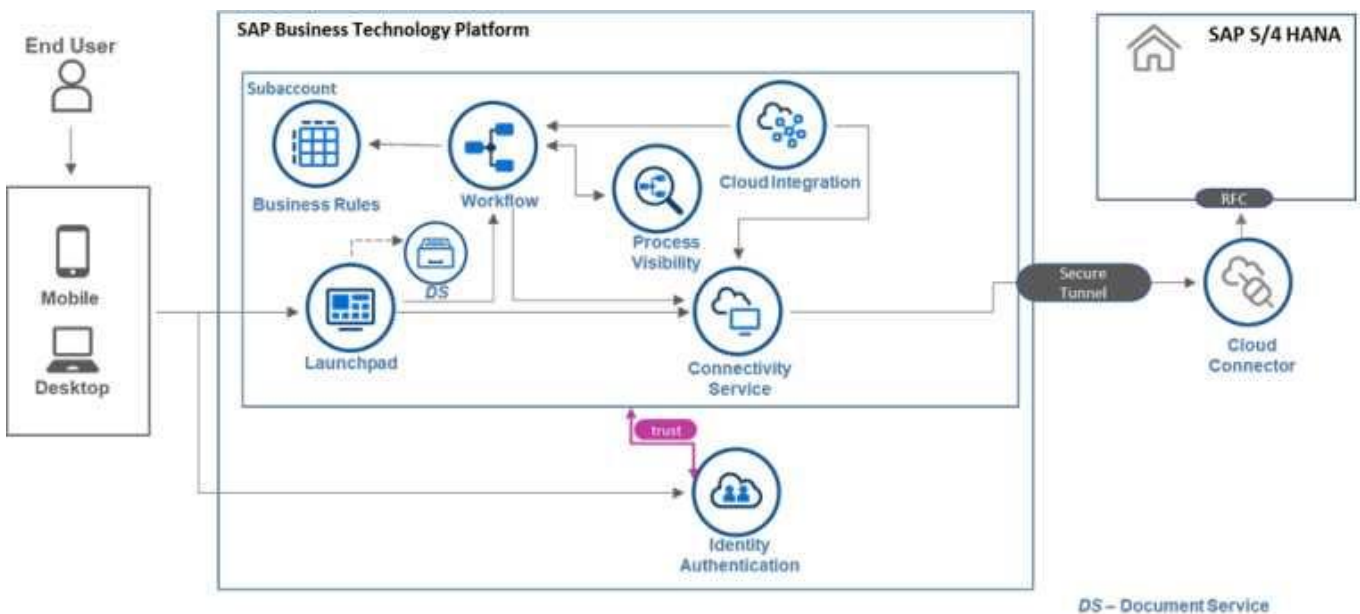 SAP Business Technology Platform
End User
SAP S/4 HANA
Subaccount
Business Rules
Workflow
Cloud Integration
RFC
Process
Visibility
DS
Mobile
Desktop
Launchpad
Connectivity
Service
Secure
Tunnel
Cloud
Connector
trust
Identity
Authentication
DS – Document Service